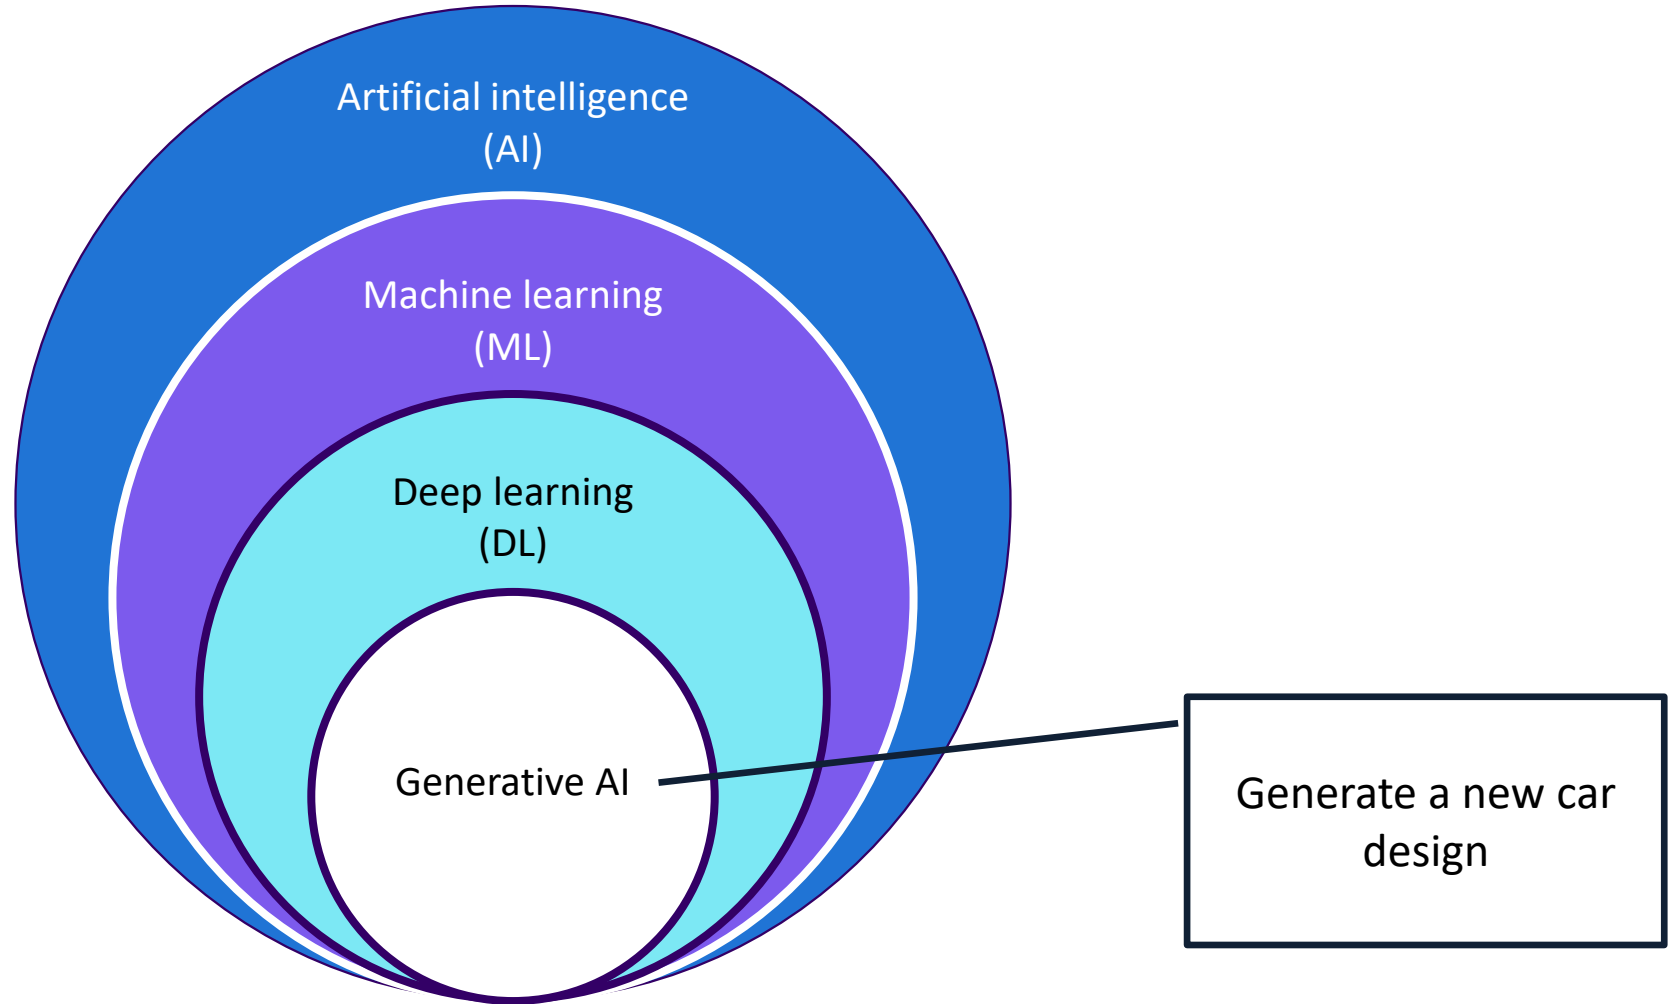 Artificial intelligence
(AI)
Machine learning
(ML)
Deep learning
(DL)
Generative AI
Generate a new car
design